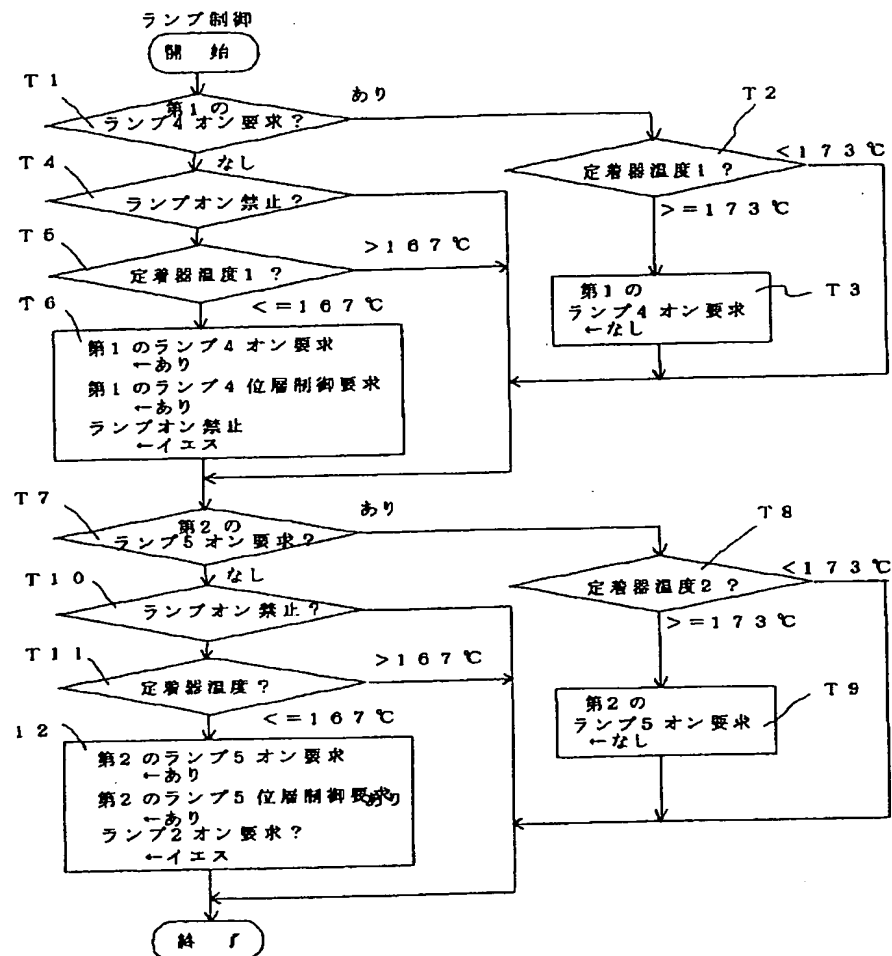 ランプ制御
開 始
T1
第1の
ランプ4オン要求?
あり
T2
<173℃
定着器温度1?
>=173℃
なし
T4
ランプオン禁止?
T5
>167℃
定着器温度1?
<=167℃
T3
第1の
ランプ4オン要求
←なし
T6
第1のランプ4オン要求
←あり
第1のランプ4位層制御要求
←あり
ランプオン禁止
←イエス
T7
第2の
ランプ5オン要求?
あり
T8
<173℃
定着器温度2?
>=173℃
なし
T10
ランプオン禁止?
T11
>167℃
定着器温度?
<=167℃
T9
第2の
ランプ5オン要求
←なし
12
第2のランプ5オン要求
←あり
第2のランプ5位層制御要求あり
←あり
ランプ2オン要求?
←イエス
終 了